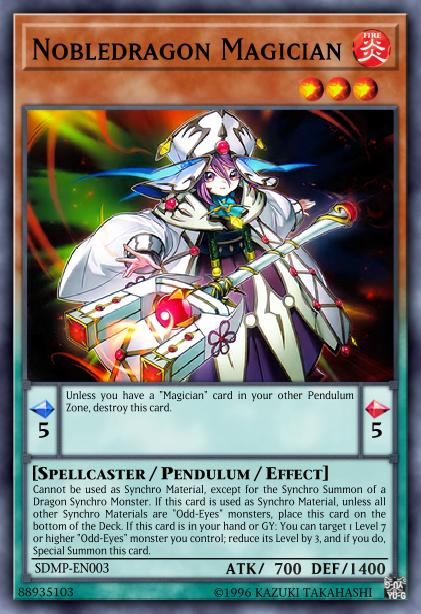 Nobledragon Magician
FIRE
炎
Unless you have a "Magician" card in your other Pendulum
Zone, destroy this card.
5
5
[Spellcaster / Pendulum / Effect]
Cannot be used as Synchro Material, except for the Synchro Summon of a
Dragon Synchro Monster. If this card is used as Synchro Material, unless all
other Synchro Materials are "Odd-Eyes" monsters, place this card on the
bottom of the Deck. If this card is in your hand or GY: You can target 1 Level 7
or higher "Odd-Eyes" monster you control; reduce its Level by 3, and if you do,
Special Summon this card.
SDMP-EN003
ATK/ 700 DEF/1400
88935103
©1996 KAZUKI TAKAHASHI